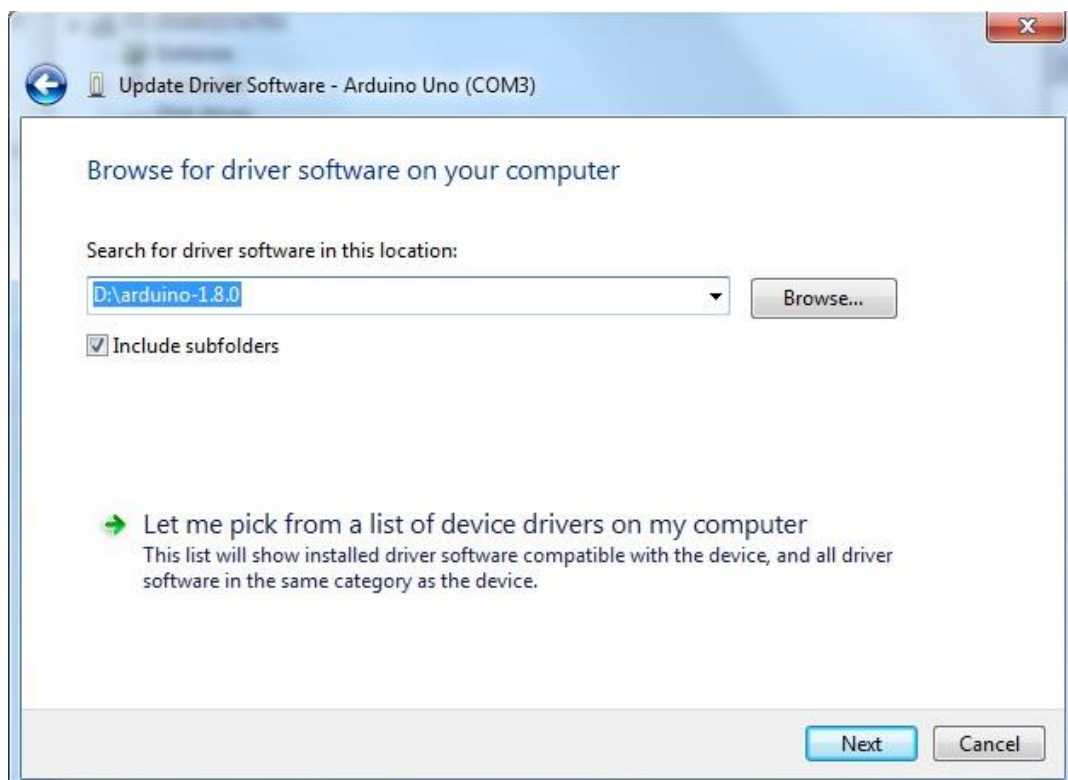 Update Driver Software - Arduino Uno (COM3)
Browse for driver software on your computer
Search for driver software in this location:
D:\arduino-1.8.0
Browse...
Include subfolders
Let me pick from a list of device drivers on my computer
This list will show installed driver software compatible with the device, and all driver
software in the same category as the device.
Next
Cancel